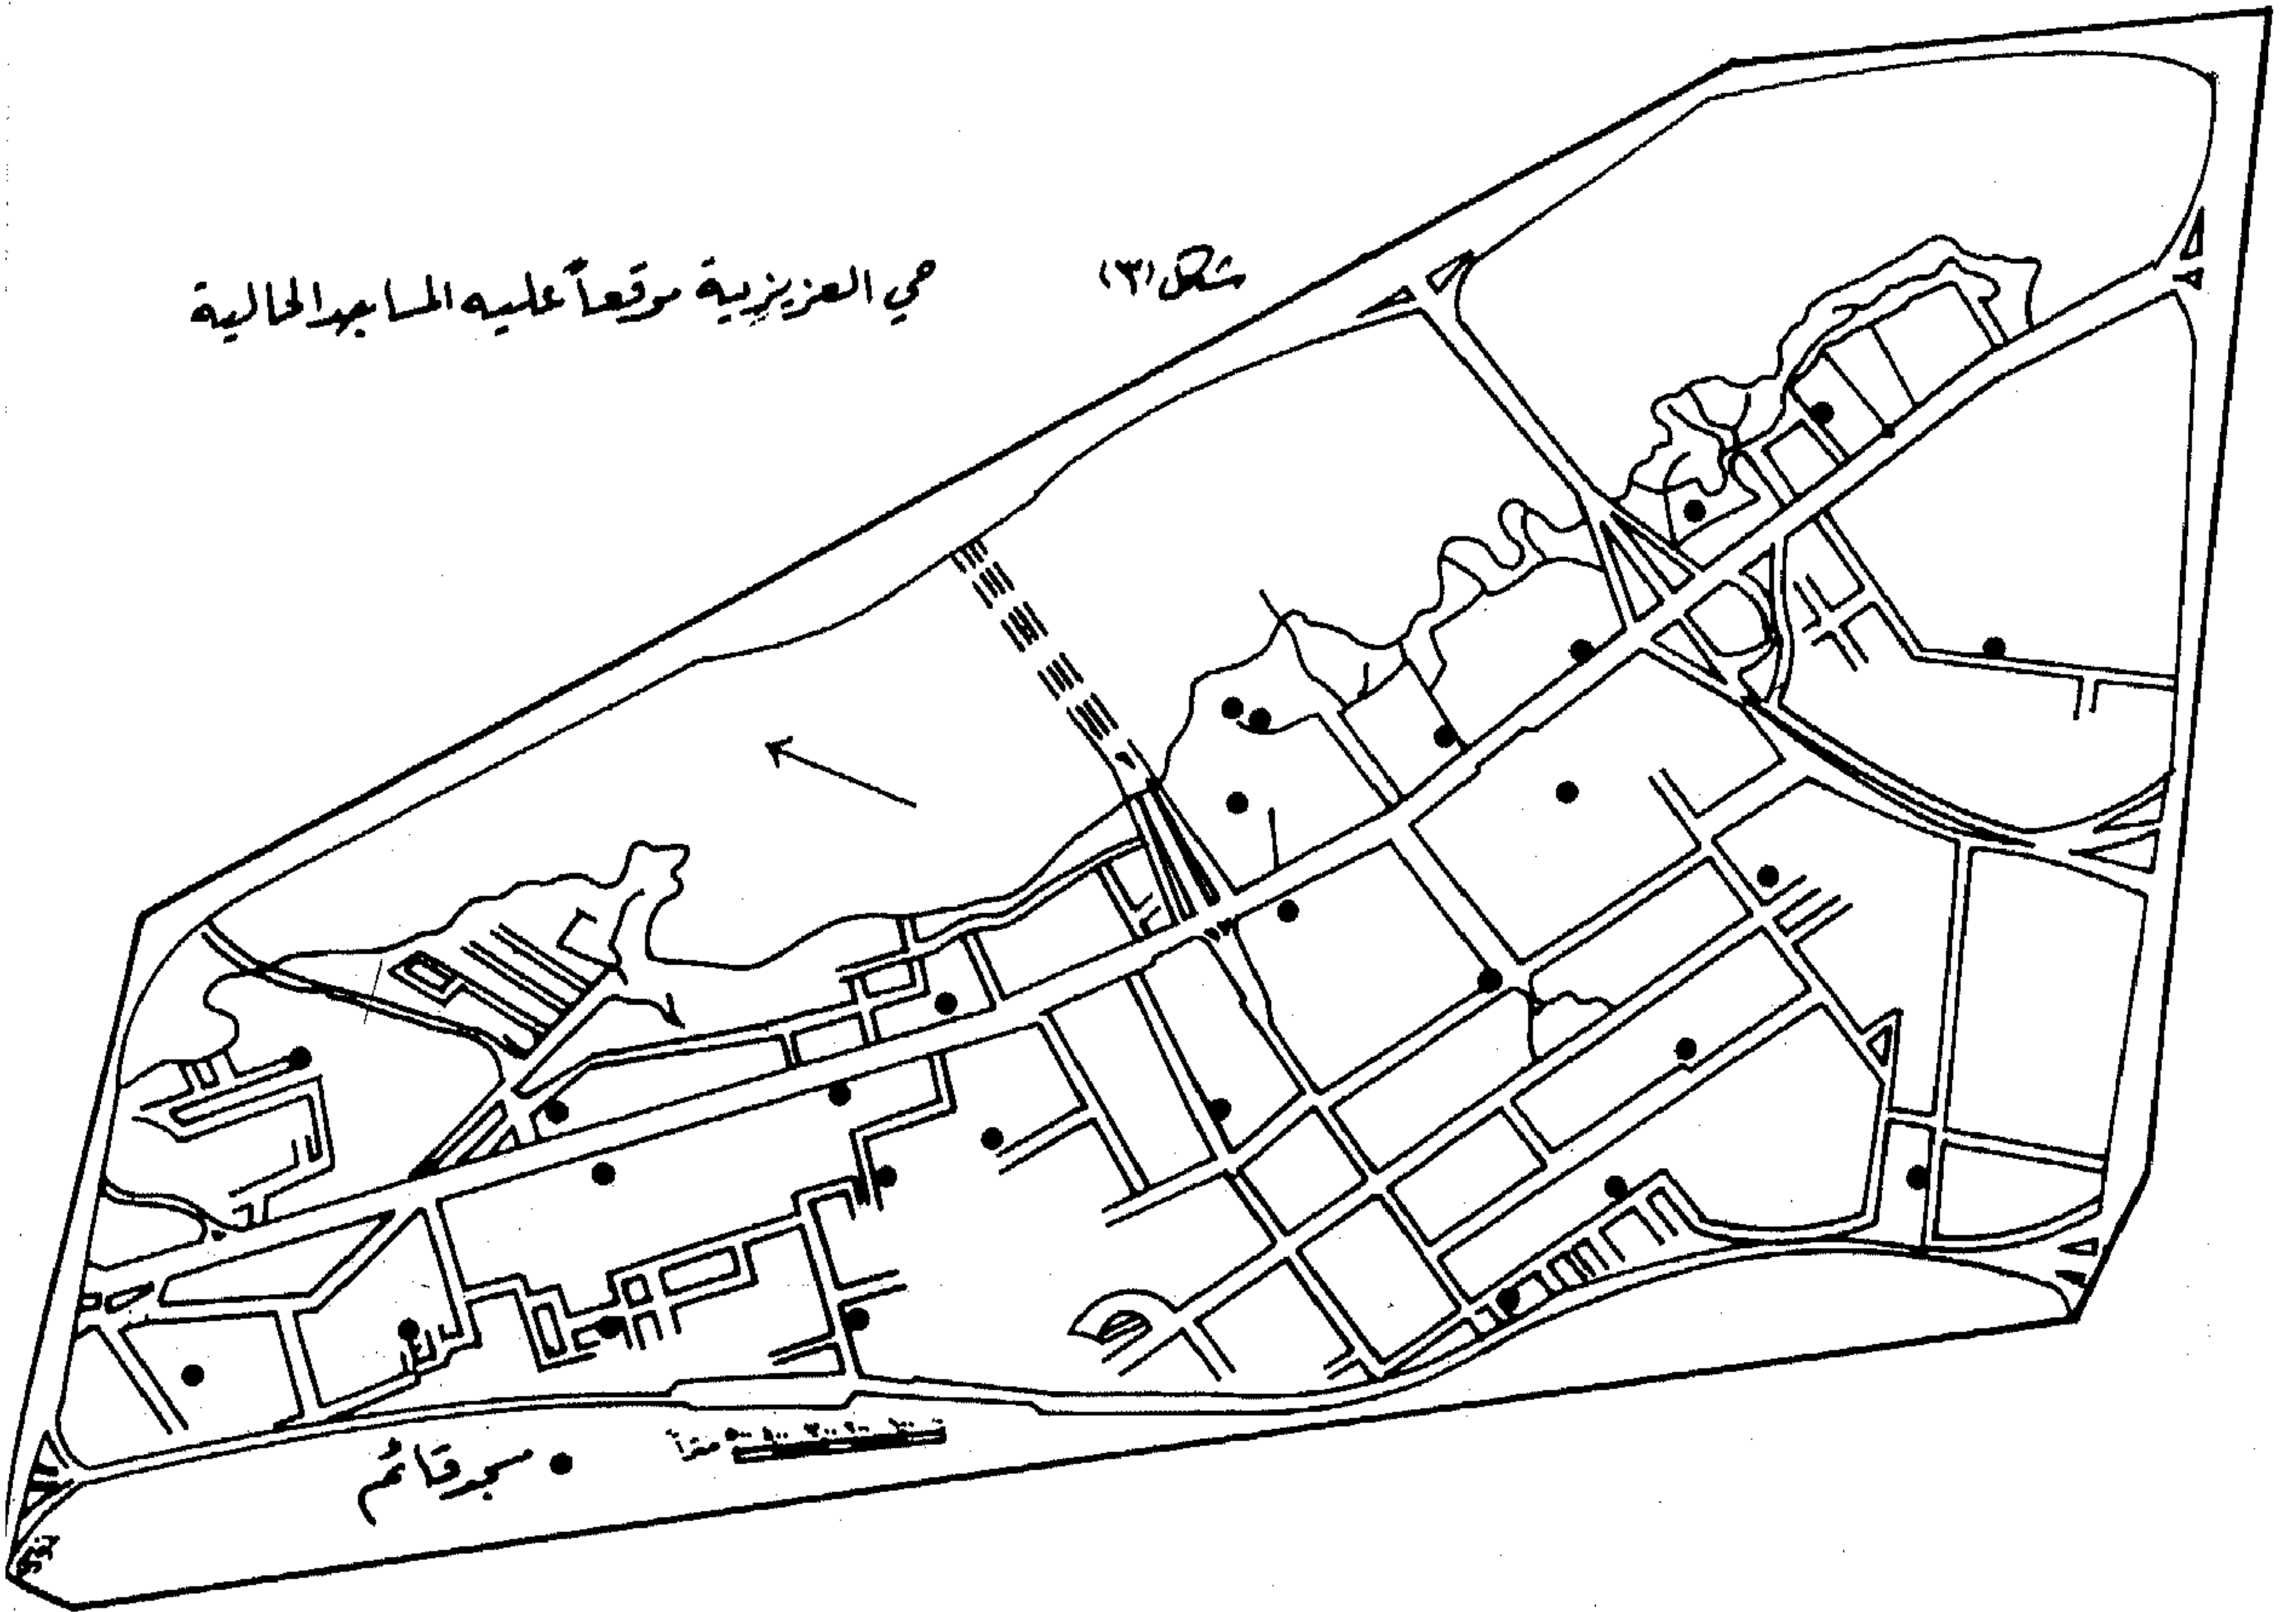 شكل (٣) حي العزيزية موقعاً عليه المساجد الحالية
مسجد قائم